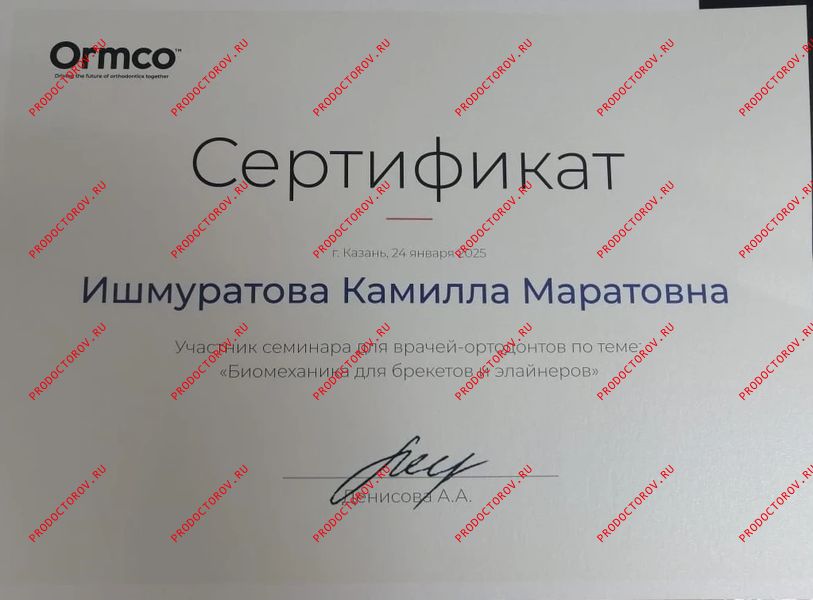 Ormco™
Driving the future of orthodontics together
Сертификат
г. Казань, 24 января 2025
Ишмуратова Камилла Маратовна
Участник семинара для врачей-ортодонтов по теме:
«Биомеханика для брекетов и элайнеров»
Денисова А.А.
PRODOCTOROV.RU